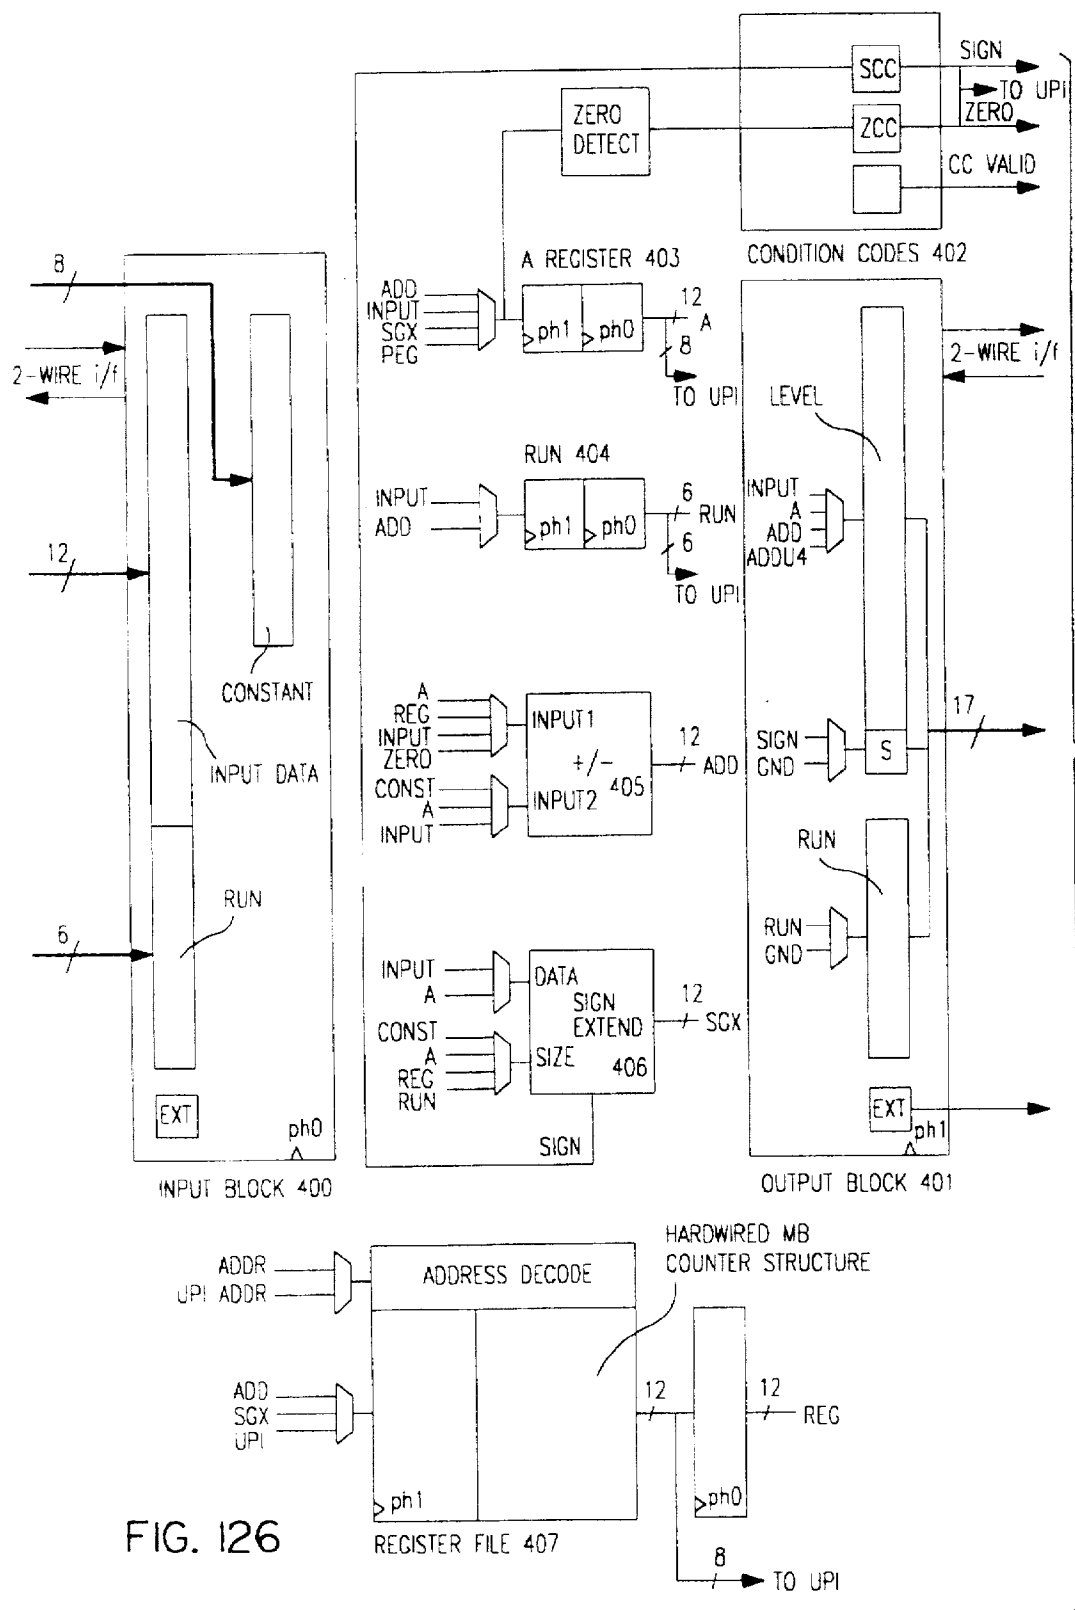 SCC
SIGN
TO UPI
ZERO
DETECT
ZCC
ZERO
CC VALID
CONDITION CODES 402
8
A REGISTER 403
ADD
INPUT
SGX
PEG
ph1
ph0
12
A
8
TO UPI
2-WIRE i/f
2-WIRE i/f
LEVEL
RUN 404
INPUT
ADD
ph1
ph0
6
RUN
6
TO UPI
INPUT
A
ADD
ADDU4
12
CONSTANT
INPUT DATA
A
REG
INPUT
ZERO
CONST
A
INPUT
INPUT1
+/-
405
INPUT2
12
ADD
SIGN
GND
S
17
RUN
RUN
GND
RUN
6
INPUT
A
CONST
A
REG
RUN
DATA
SIGN
EXTEND
SIZE
406
12
SGX
SIGN
EXT
ph0
INPUT BLOCK 400
EXT
ph1
OUTPUT BLOCK 401
HARDWIRED MB
COUNTER STRUCTURE
ADDR
UPI ADDR
ADDRESS DECODE
ADD
SGX
UPI
12
12
REG
ph1
ph0
REGISTER FILE 407
8
TO UPI
FIG. 126